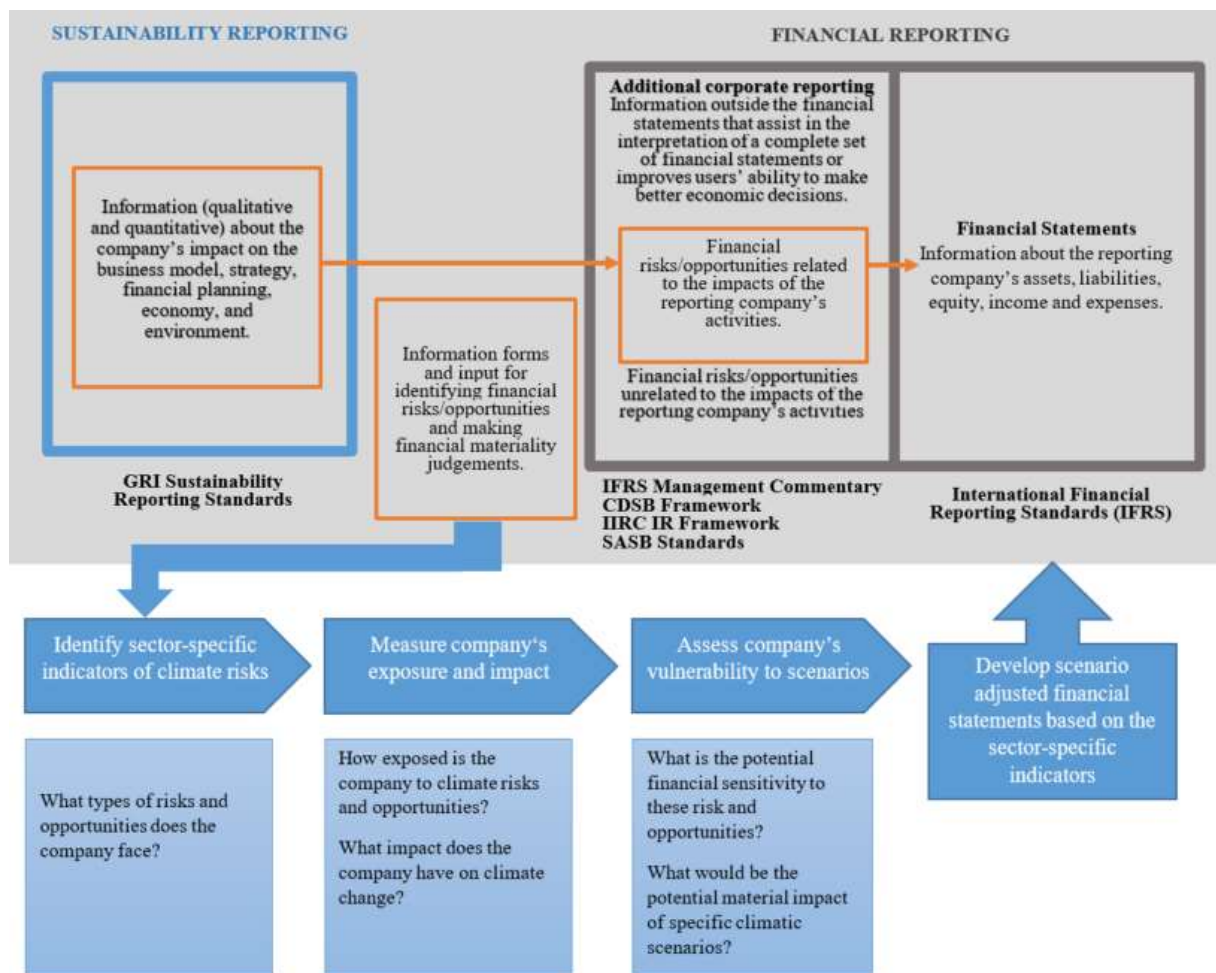 SUSTAINABILITY REPORTING
FINANCIAL REPORTING
Information (qualitative
and quantitative) about the
company's impact on the
business model, strategy,
financial planning,
economy, and
environment.
GRI Sustainability
Reporting Standards
Information forms
and input for
identifying financial
risks/opportunities
and making
financial materiality
judgements.
Additional corporate reporting
Information outside the financial
statements that assist in the
interpretation of a complete set
of financial statements or
improves users' ability to make
better economic decisions.
Financial
risks/opportunities related
to the impacts of the
reporting company's
activities.
Financial risks/opportunities
unrelated to the impacts of the
reporting company's activities
IFRS Management Commentary
CDSB Framework
IIRC IR Framework
SASB Standards
Financial Statements
Information about the reporting
company's assets, liabilities,
equity, income and expenses.
International Financial
Reporting Standards (IFRS)
Identify sector-specific
indicators of climate risks
Measure company's
exposure and impact
Assess company's
vulnerability to scenarios
Develop scenario
adjusted financial
statements based on the
sector-specific
indicators
What types of risks and
opportunities does the
company face?
How exposed is the
company to climate risks
and opportunities?
What impact does the
company have on climate
change?
What is the potential
financial sensitivity to
these risk and
opportunities?
What would be the
potential material impact
of specific climatic
scenarios?